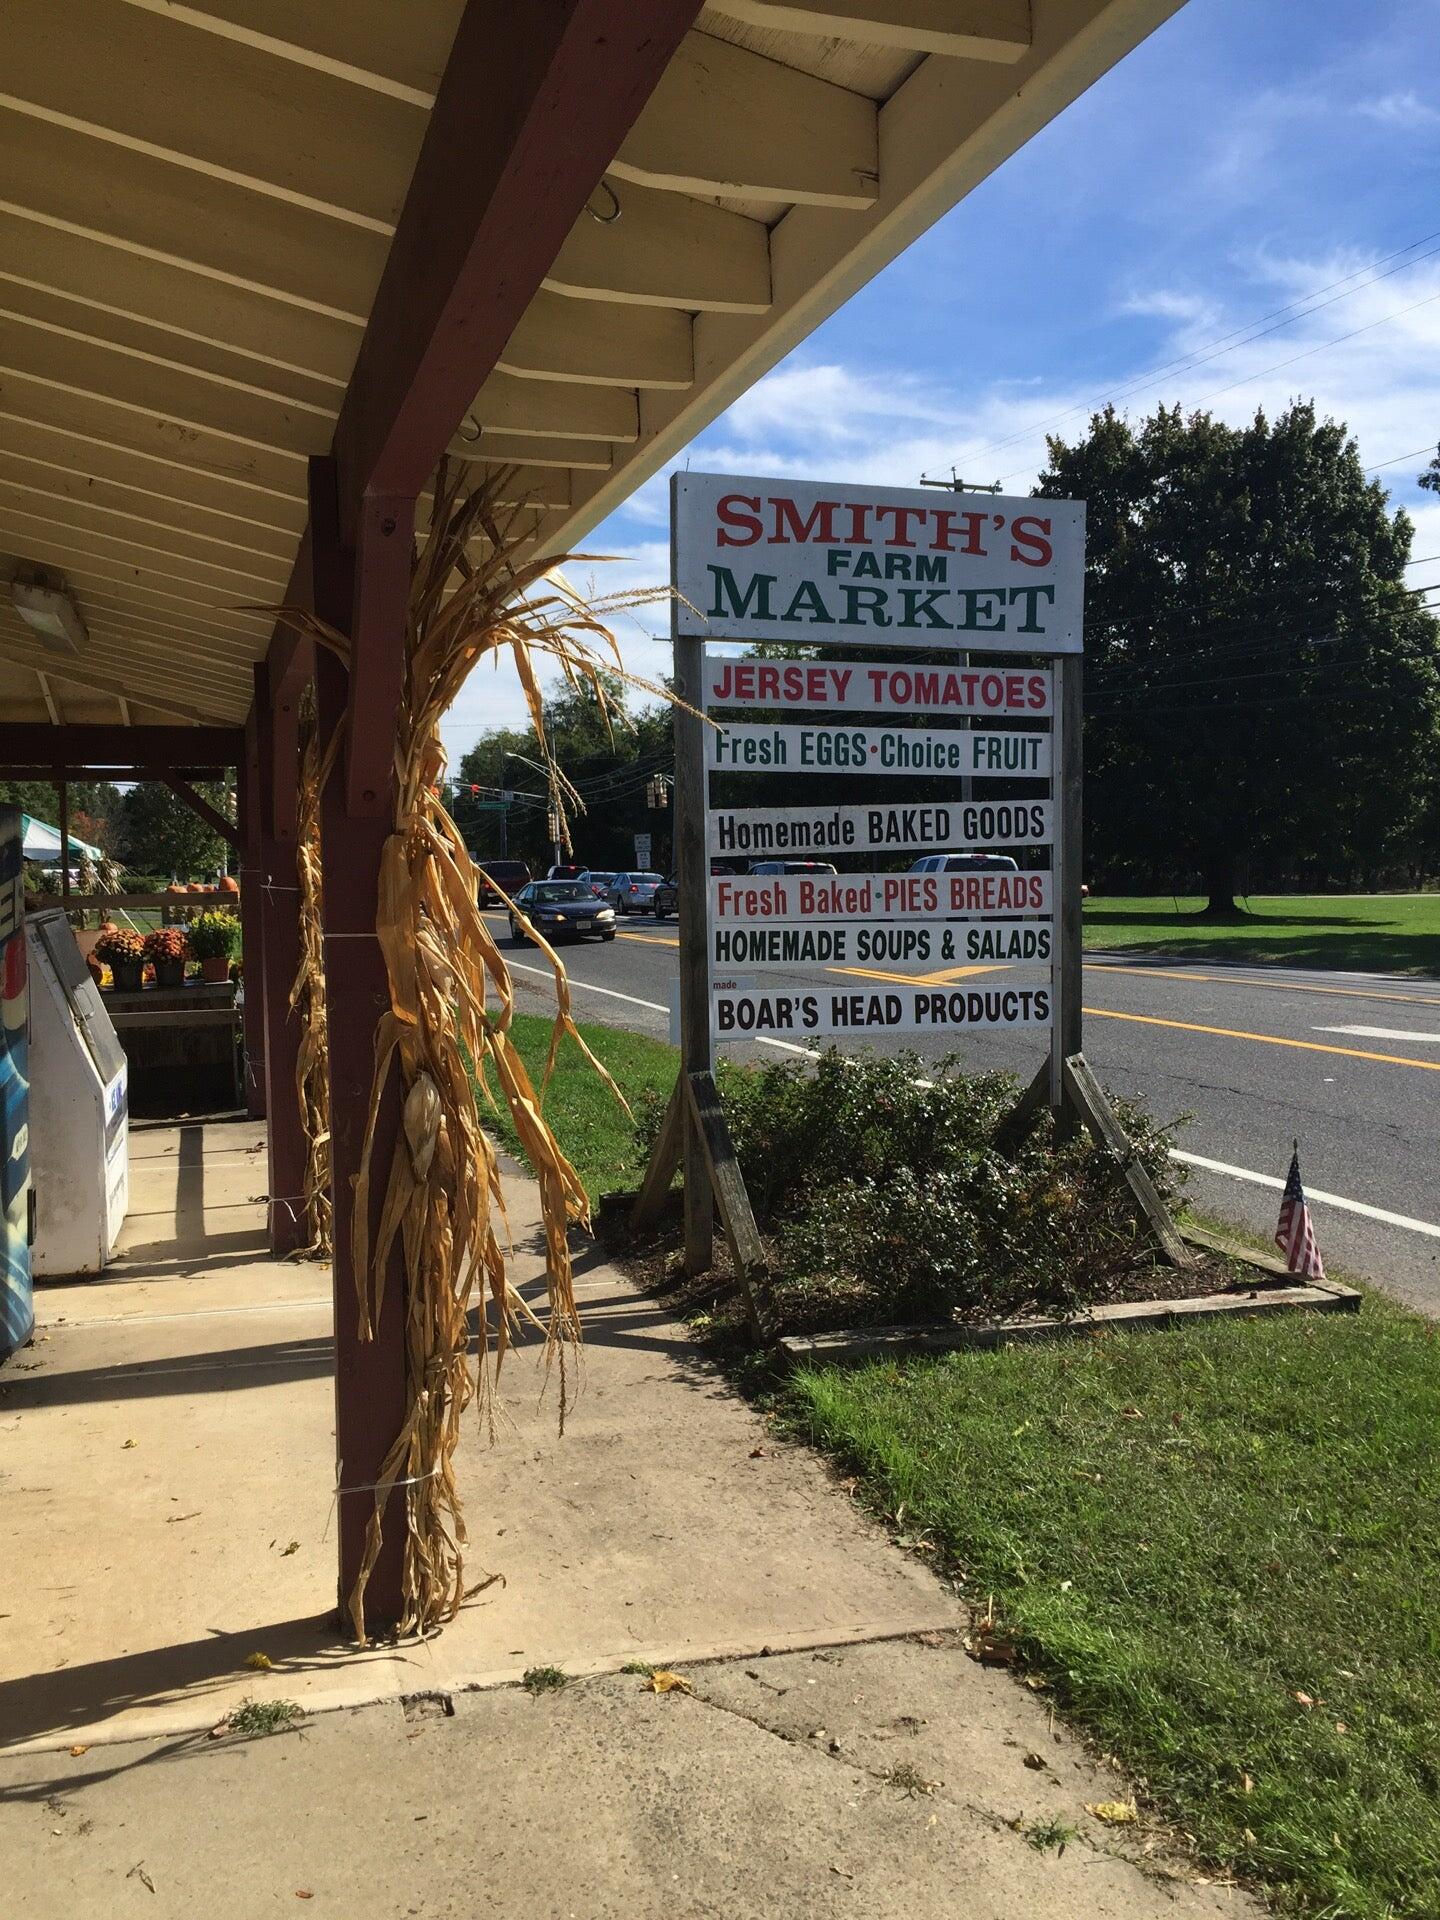 SMITH'S
FARM
MARKET
JERSEY TOMATOES
Fresh EGGS·Choice FRUIT
Homemade BAKED GOODS
Fresh Baked·PIES BREADS
HOMEMADE SOUPS & SALADS
made
BOAR'S HEAD PRODUCTS